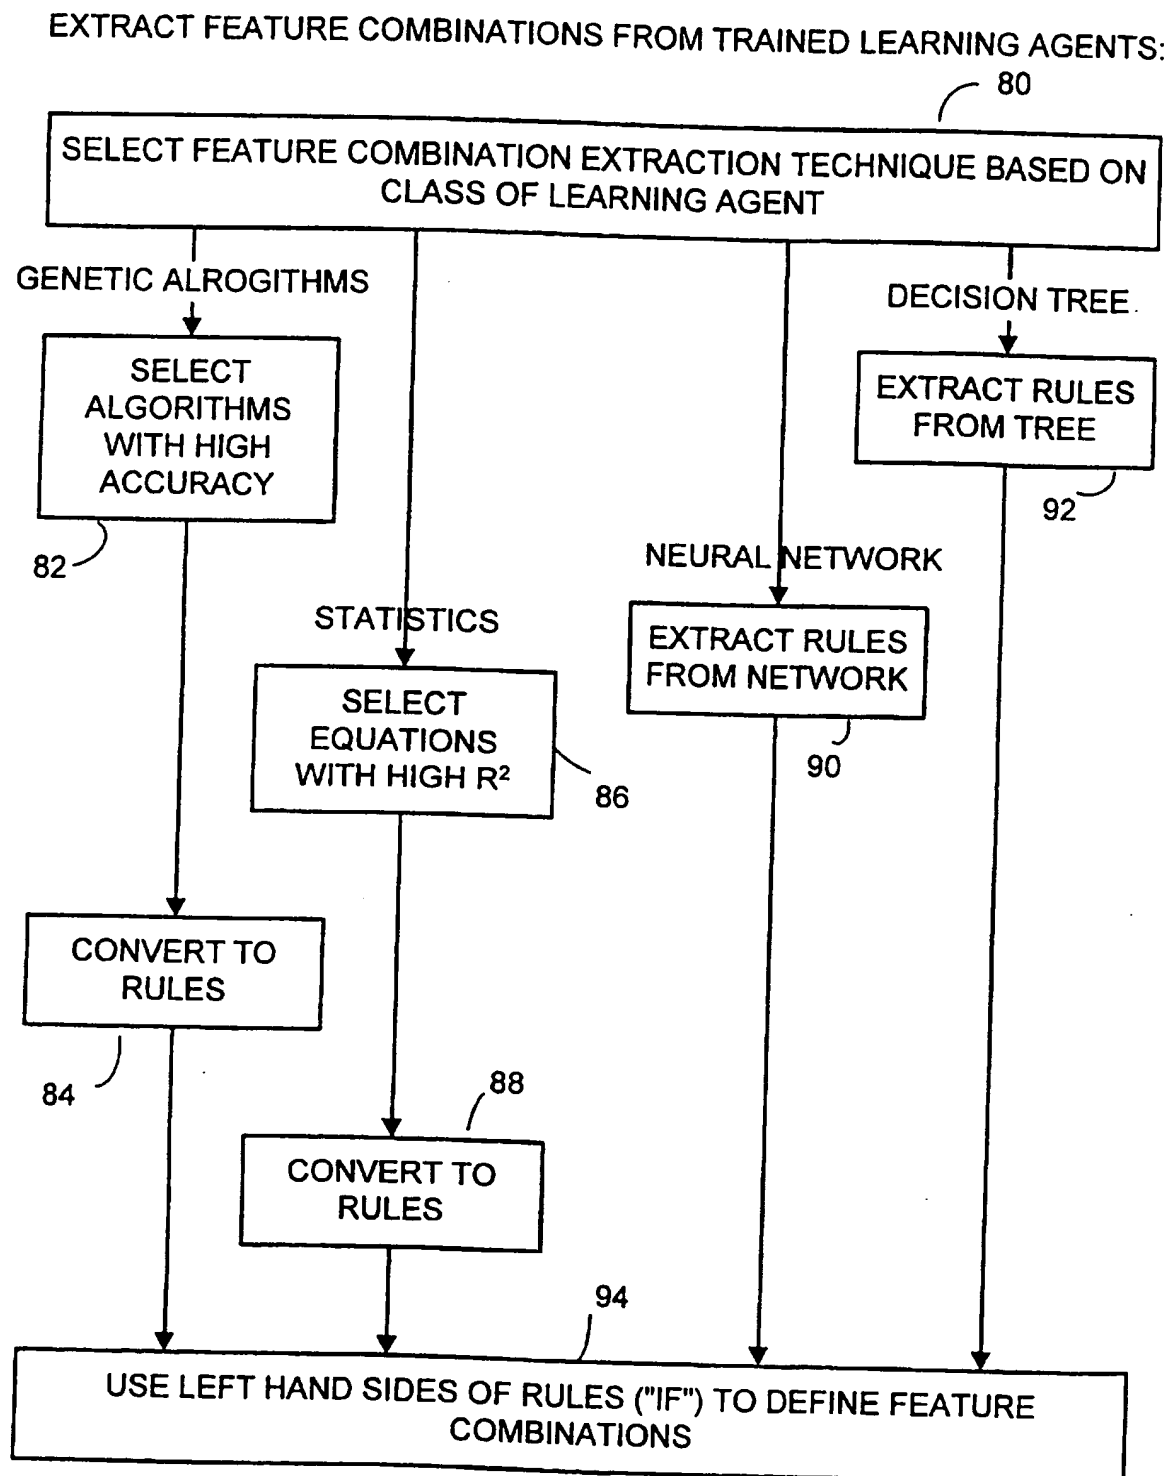 EXTRACT FEATURE COMBINATIONS FROM TRAINED LEARNING AGENTS:
80
SELECT FEATURE COMBINATION EXTRACTION TECHNIQUE BASED ON
CLASS OF LEARNING AGENT
GENETIC ALROGITHMS
DECISION TREE
SELECT
ALGORITHMS
WITH HIGH
ACCURACY
82
EXTRACT RULES
FROM TREE
92
NEURAL NETWORK
EXTRACT RULES
FROM NETWORK
90
STATISTICS
SELECT
EQUATIONS
WITH HIGH R²
86
CONVERT TO
RULES
84
88
CONVERT TO
RULES
94
USE LEFT HAND SIDES OF RULES ("IF") TO DEFINE FEATURE
COMBINATIONS